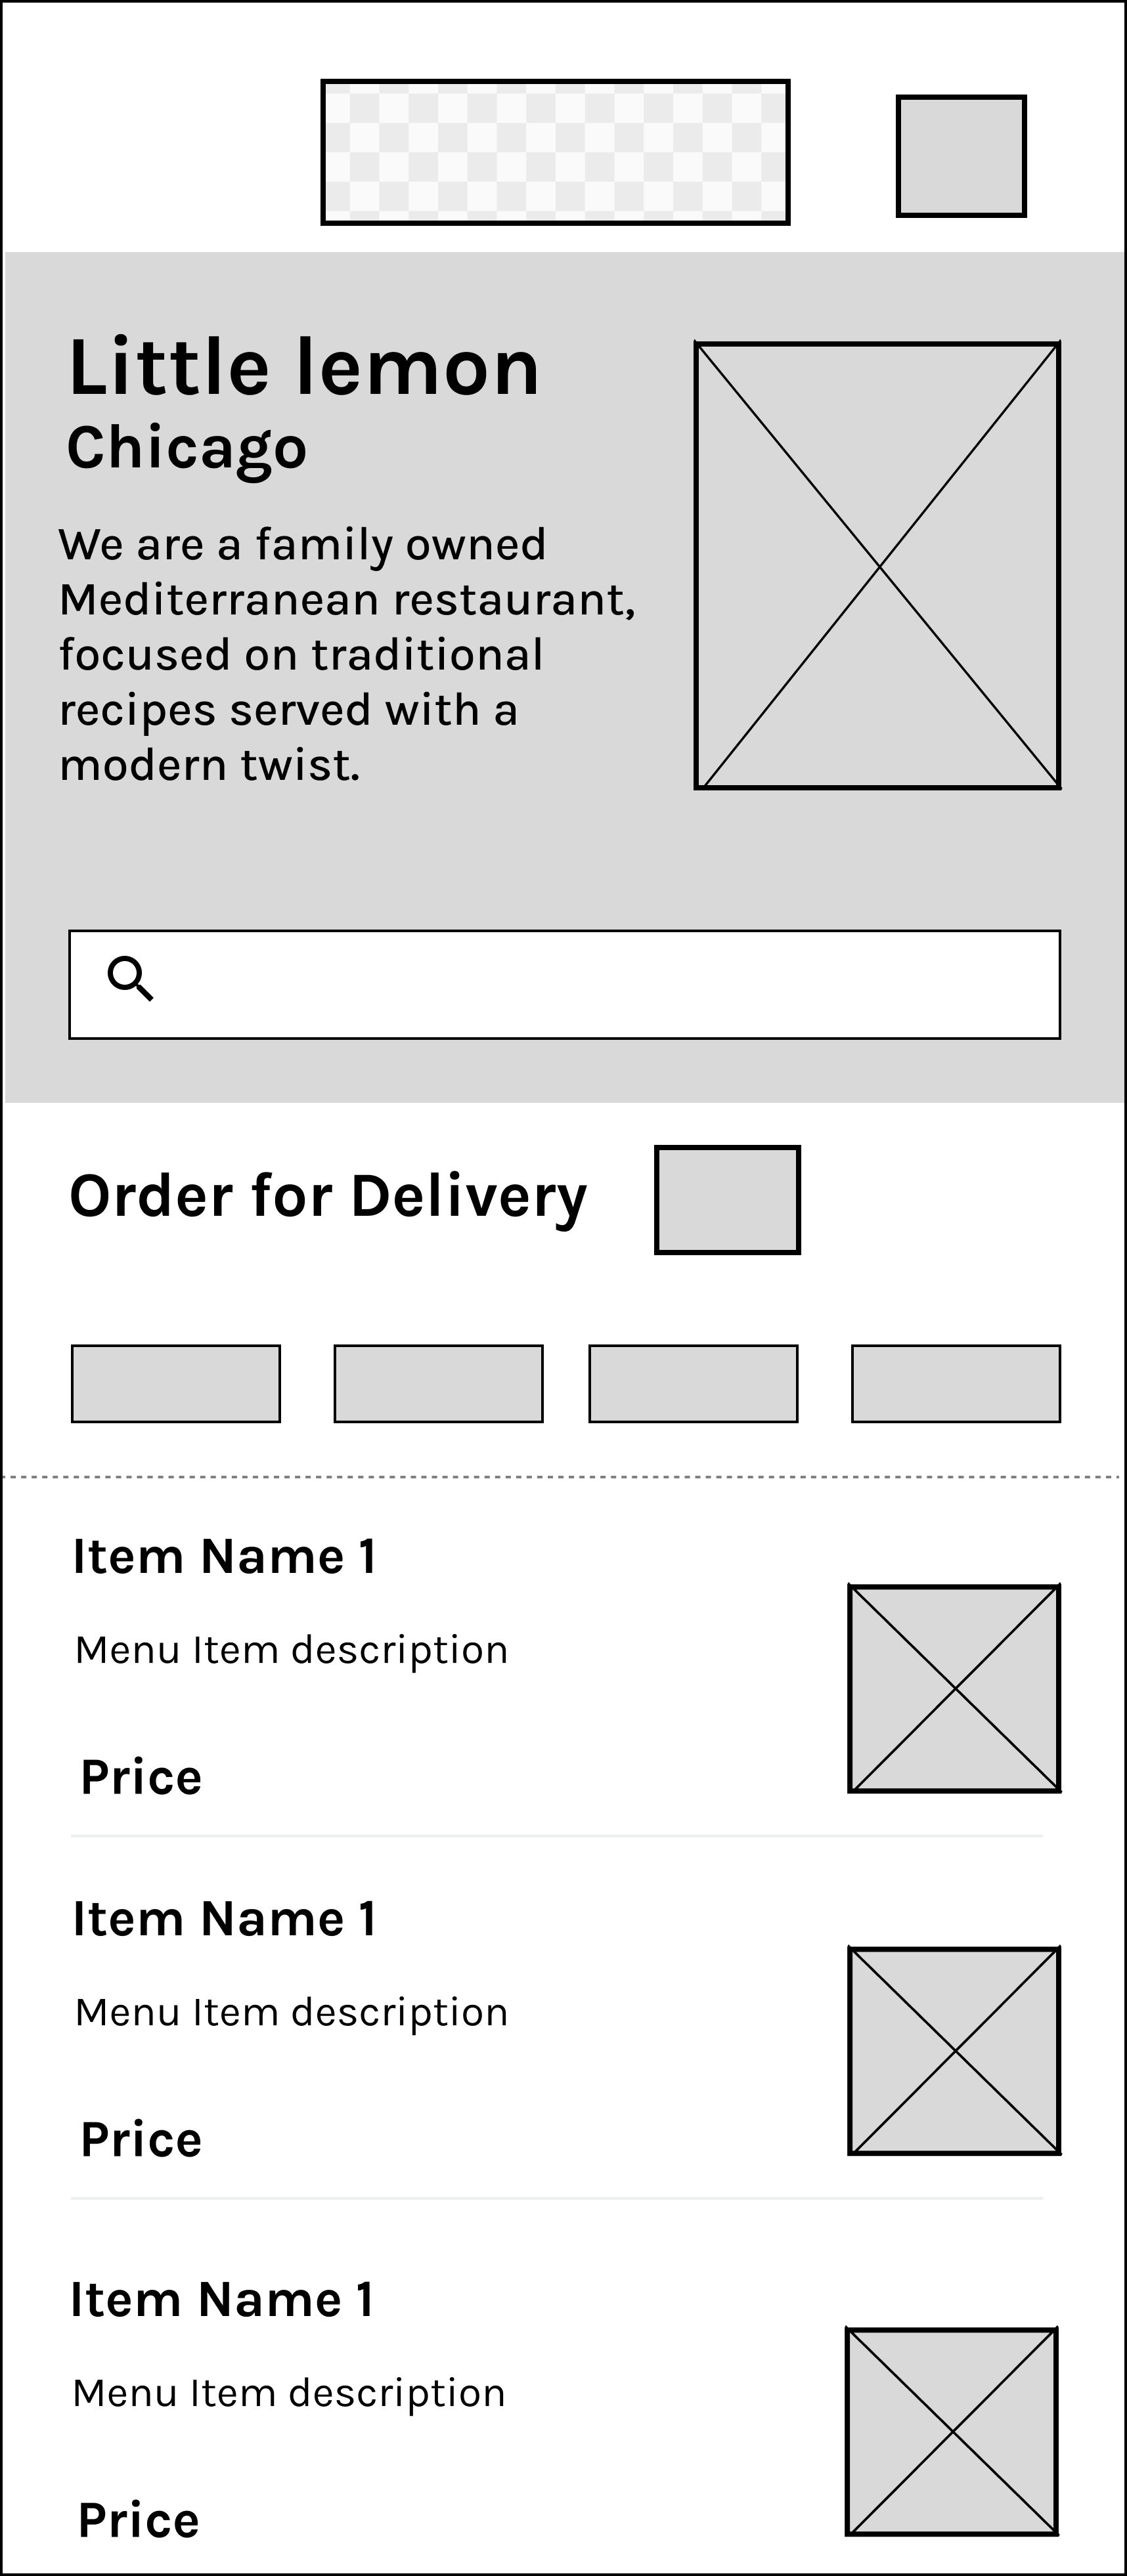 Little lemon
Chicago
We are a family owned
Mediterranean restaurant,
focused on traditional
recipes served with a
modern twist.
Order for Delivery
Item Name 1
Menu Item description
Price
Item Name 1
Menu Item description
Price
Item Name 1
Menu Item description
Price